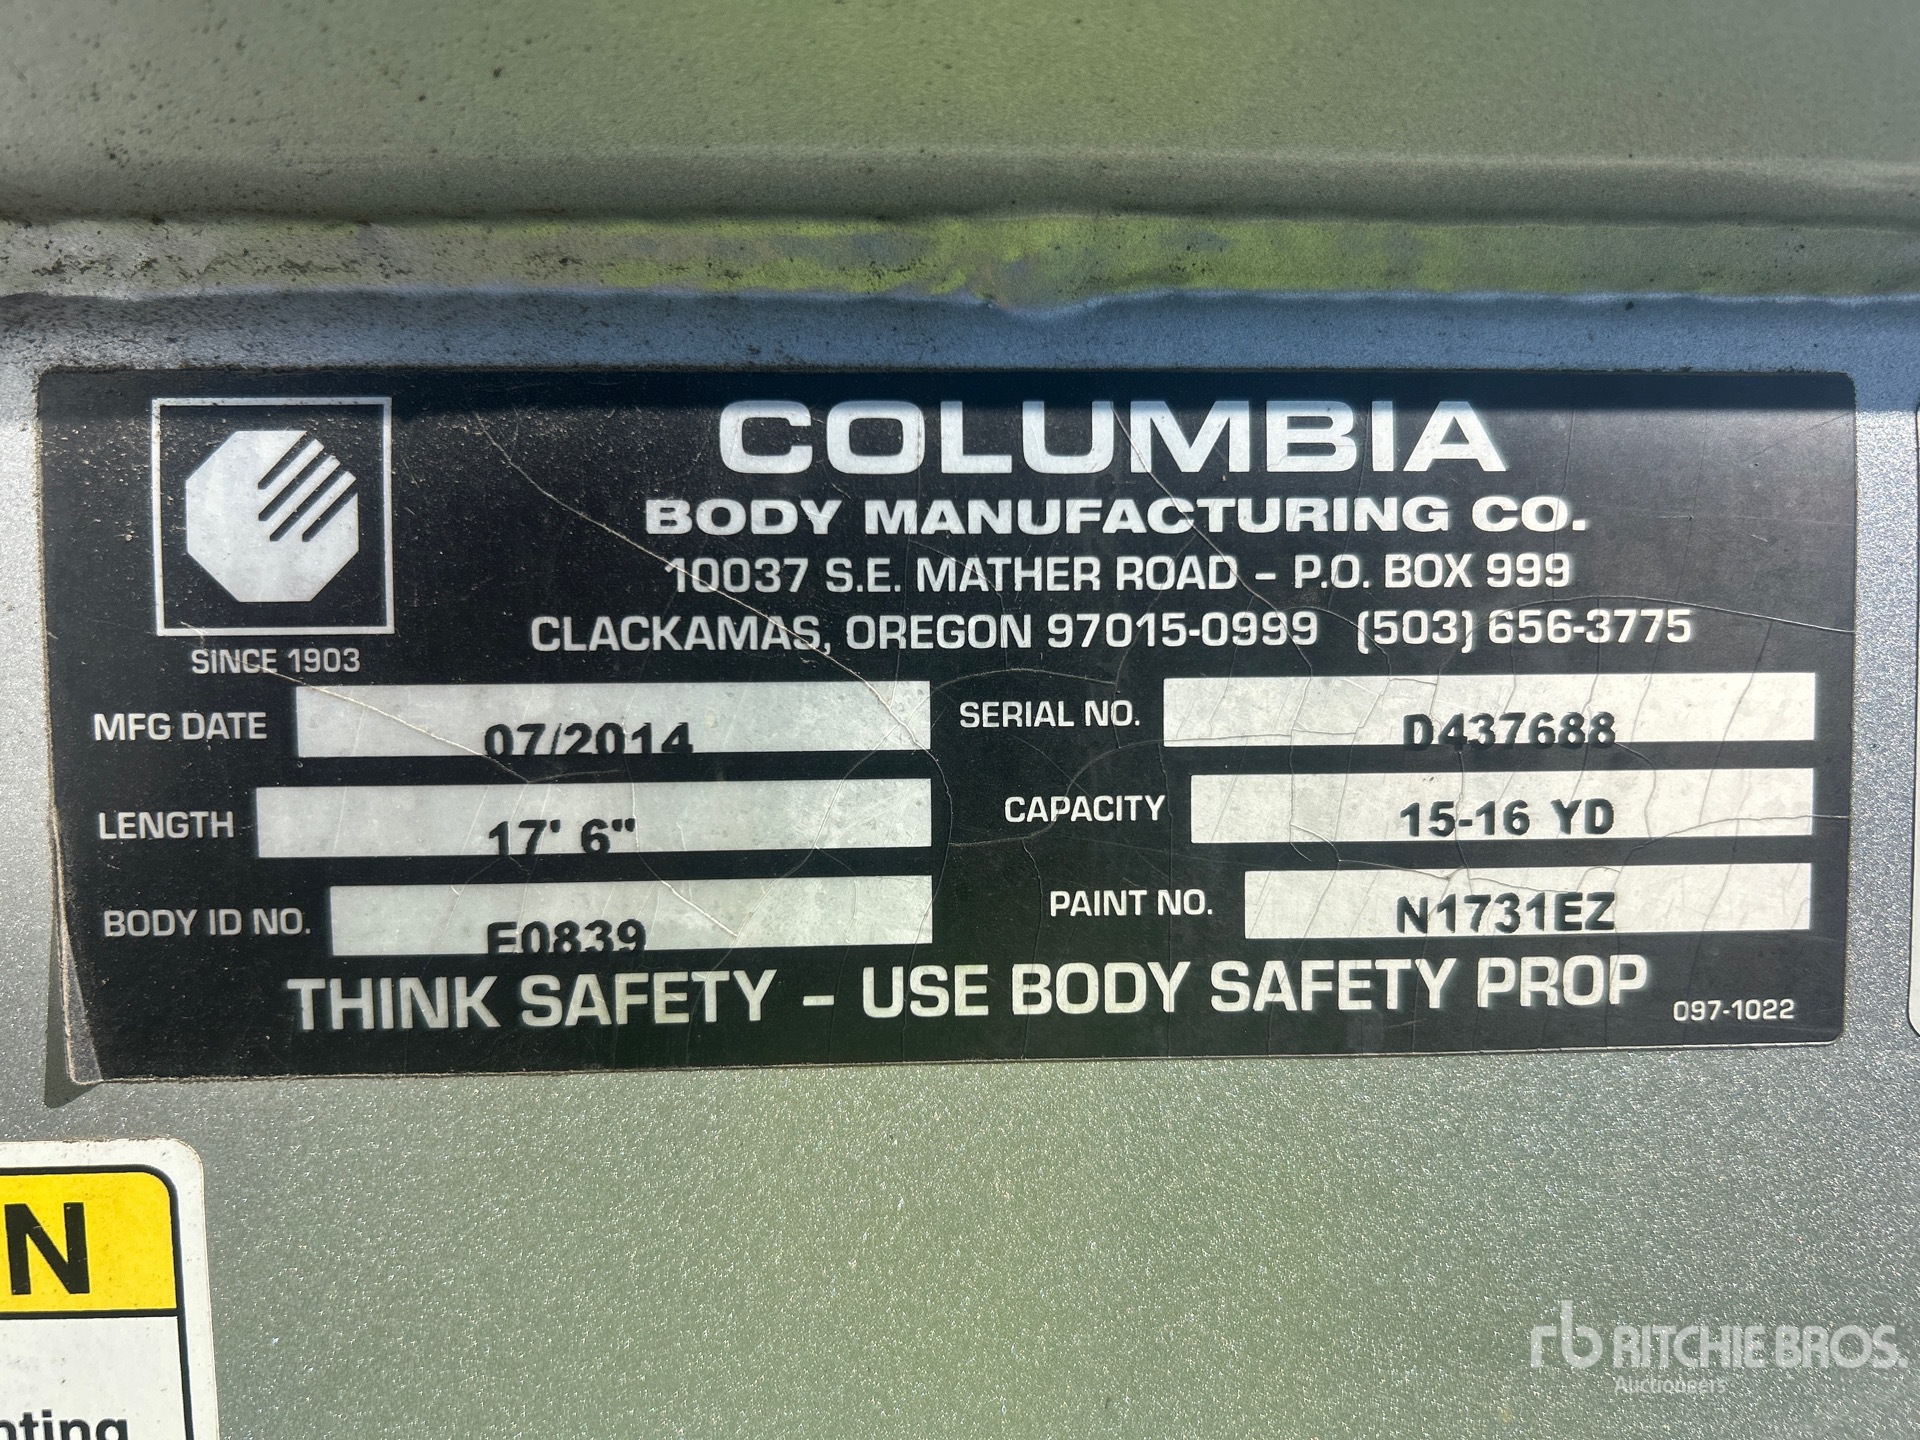 COLUMBIA
BODY MANUFACTURING CO.
10037 S.E. MATHER ROAD – P.O. BOX 999
CLACKAMAS, OREGON 97015-0999 (503) 656-3775
SINCE 1903
MFG DATE 07/2014 SERIAL NO. D437688
LENGTH 17' 6" CAPACITY 15-16 YD
BODY ID NO. E0839 PAINT NO. N1731EZ
THINK SAFETY – USE BODY SAFETY PROP 097-1022
N
nting
rb RITCHIE BROS.
Auctioneers